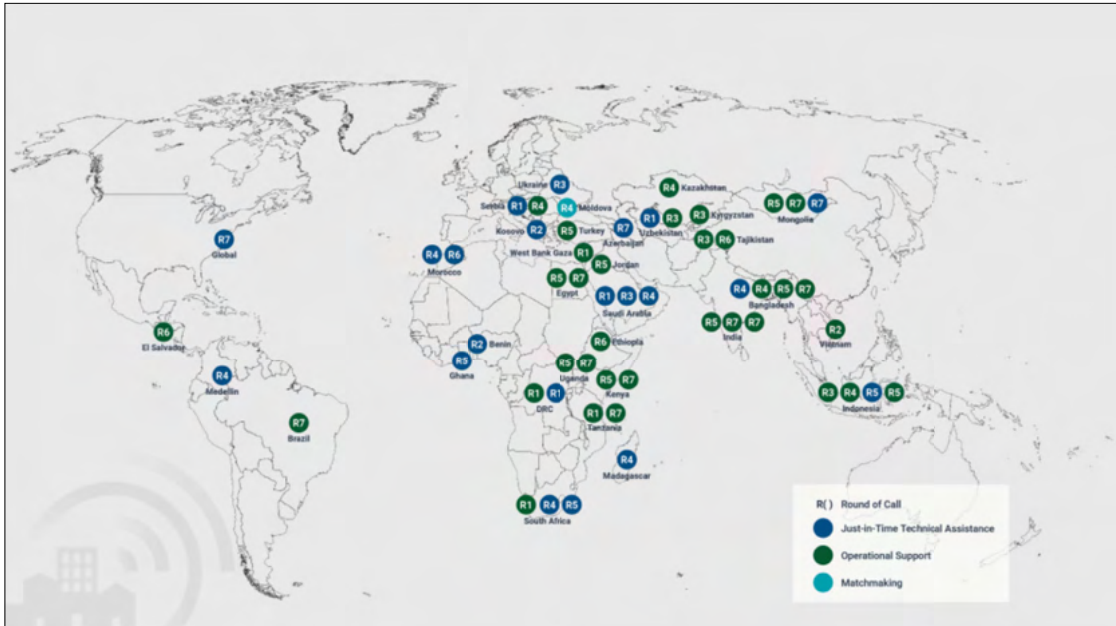 Ukraine R3
R4 Kazakhstan
Serbia R1 R4
R4 Moldova
R5 R7 R7
Mongolia
R1 R3
Uzbekistan
R3 Kyrgyzstan
Kosovo R2
R5 Turkey
R7
Azerbaijan
R7
Global
R3 R6 Tajikistan
West Bank Gaza R1
R4 R6
Morocco
R5 Jordan
R5 R7
Egypt
R4 R4 R5 R7
Bangladesh
R1 R3 R4
Saudi Arabia
R5 R7 R7
India
R2
Vietnam
R6
El Salvador
R2 Benin
R6 Ethiopia
R5
Ghana
R5 R7
Uganda
R4
Medellin
R5 R7
Kenya
R1 R1
DRC
R3 R4 R5 R5
Indonesia
R1 R7
Tanzania
R7
Brazil
R4
Madagascar
R1 R4 R5
South Africa
R( ) Round of Call
Just-in-Time Technical Assistance
Operational Support
Matchmaking